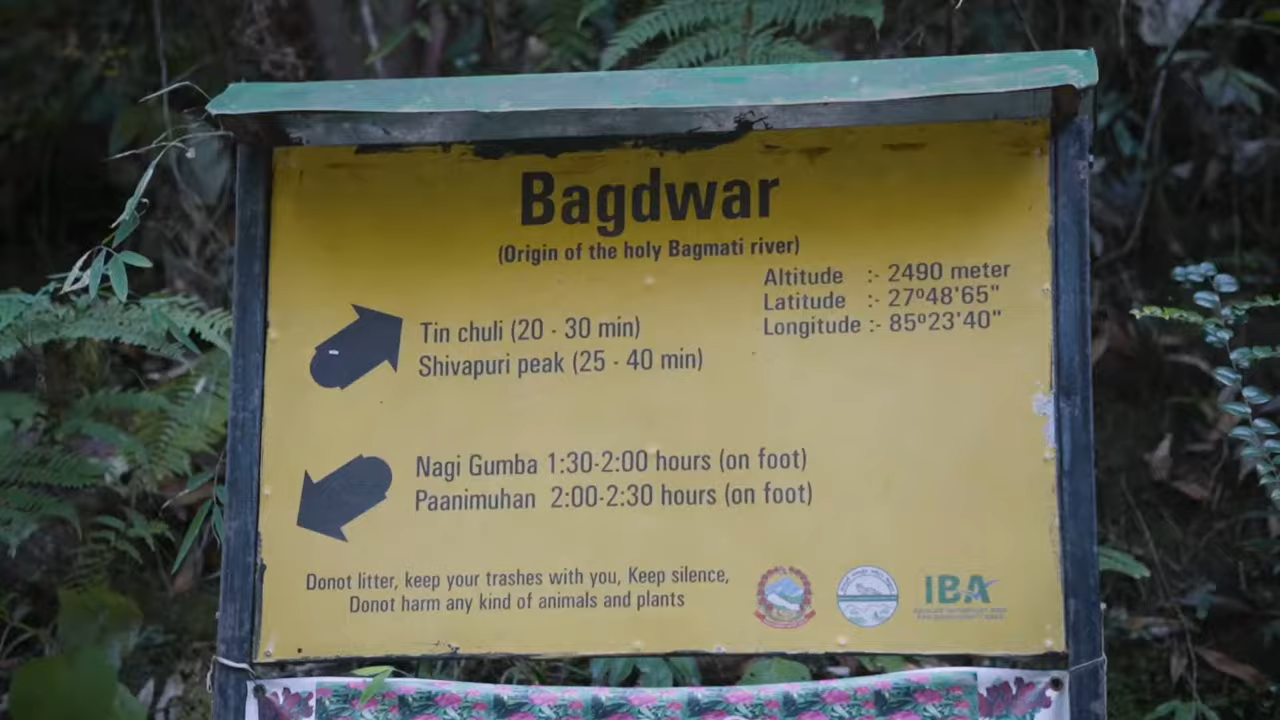 Bagdwar
(Origin of the holy Bagmati river)
Altitude :- 2490 meter
Latitude :- 27º48'65"
Longitude :- 85º23'40"
Tin chuli (20 - 30 min)
Shivapuri peak (25 - 40 min)
Nagi Gumba 1:30-2:00 hours (on foot)
Paanimuhan 2:00-2:30 hours (on foot)
Donot litter, keep your trashes with you, Keep silence,
Donot harm any kind of animals and plants
IBA